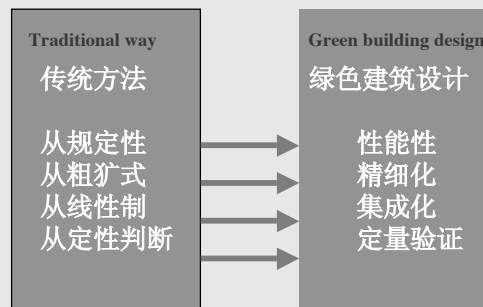 Traditional way
传统方法
从规定性
从粗犷式
从线性制
从定性判断
Green building design
绿色建筑设计
性能性
精细化
集成化
定量验证